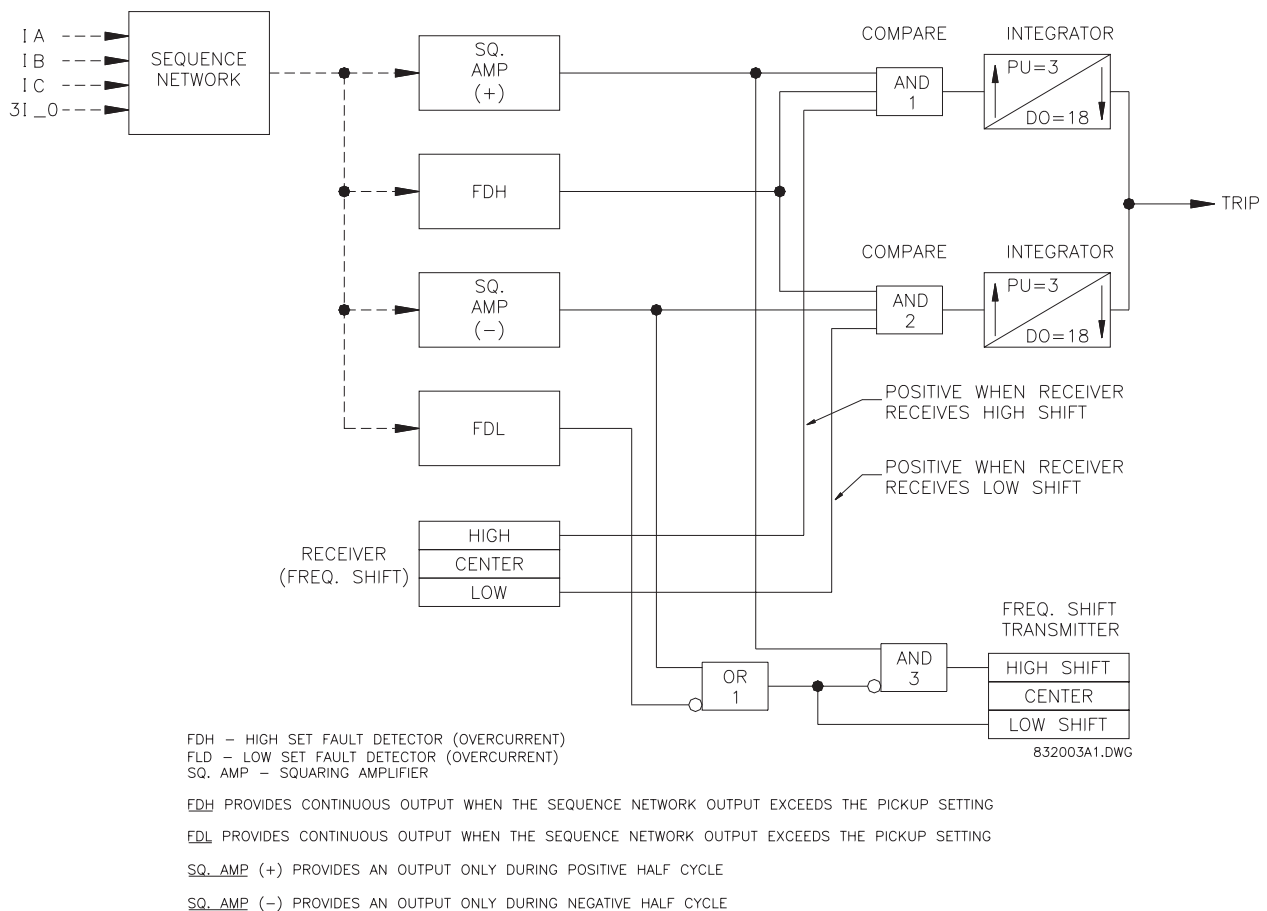 IA
IB
IC
3I_0
SEQUENCE
NETWORK
SQ.
AMP
(+)
FDH
SQ.
AMP
(−)
FDL
COMPARE
AND
1
INTEGRATOR
PU=3
DO=18
TRIP
COMPARE
AND
2
INTEGRATOR
PU=3
DO=18
POSITIVE WHEN RECEIVER
RECEIVES HIGH SHIFT
POSITIVE WHEN RECEIVER
RECEIVES LOW SHIFT
RECEIVER
(FREQ. SHIFT)
HIGH
CENTER
LOW
OR
1
AND
3
FREQ. SHIFT
TRANSMITTER
HIGH SHIFT
CENTER
LOW SHIFT
832003A1.DWG
FDH − HIGH SET FAULT DETECTOR (OVERCURRENT)
FLD − LOW SET FAULT DETECTOR (OVERCURRENT)
SQ. AMP − SQUARING AMPLIFIER
FDH PROVIDES CONTINUOUS OUTPUT WHEN THE SEQUENCE NETWORK OUTPUT EXCEEDS THE PICKUP SETTING
FDL PROVIDES CONTINUOUS OUTPUT WHEN THE SEQUENCE NETWORK OUTPUT EXCEEDS THE PICKUP SETTING
SQ. AMP (+) PROVIDES AN OUTPUT ONLY DURING POSITIVE HALF CYCLE
SQ. AMP (−) PROVIDES AN OUTPUT ONLY DURING NEGATIVE HALF CYCLE